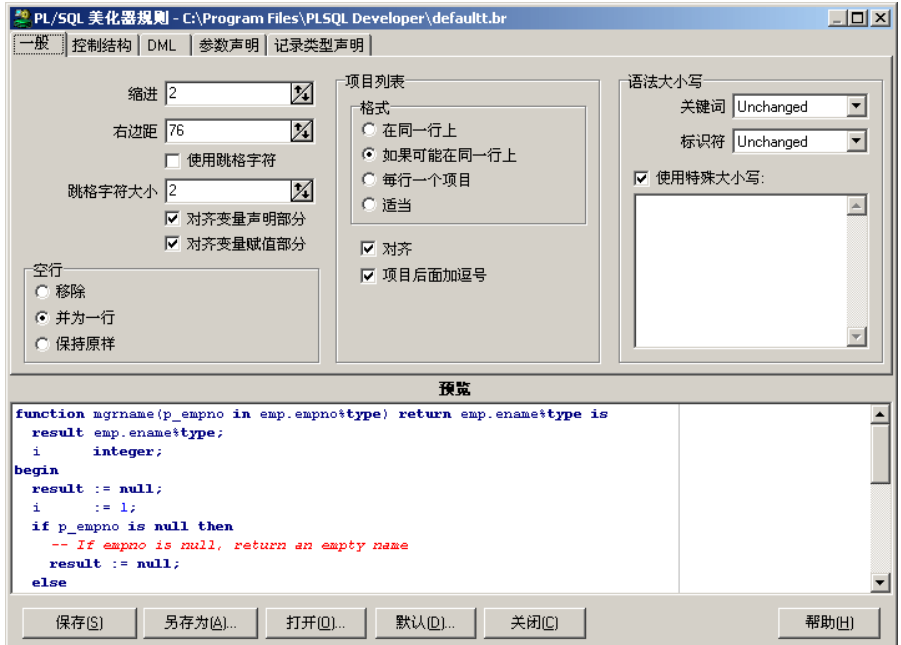 PL/SQL 美化器规则 - C:\Program Files\PLSQL Developer\defaultt.br
一般 控制结构 DML 参数声明 记录类型声明
缩进 2
右边距 76
使用跳格字符
跳格字符大小 2
对齐变量声明部分
对齐变量赋值部分
空行
移除
并为一行
保持原样
项目列表
格式
在同一行上
如果可能在同一行上
每行一个项目
适当
对齐
项目后面加逗号
语法大小写
关键词 Unchanged
标识符 Unchanged
使用特殊大小写:
预览
function mgrname(p_empno in emp.empno%type) return emp.ename%type is
result emp.ename%type;
i integer;
begin
result := null;
i := 1;
if p_empno is null then
-- If empno is null, return an empty name
result := null;
else
保存(S) 另存为(A)... 打开(O)... 默认(D)... 关闭(C) 帮助(H)